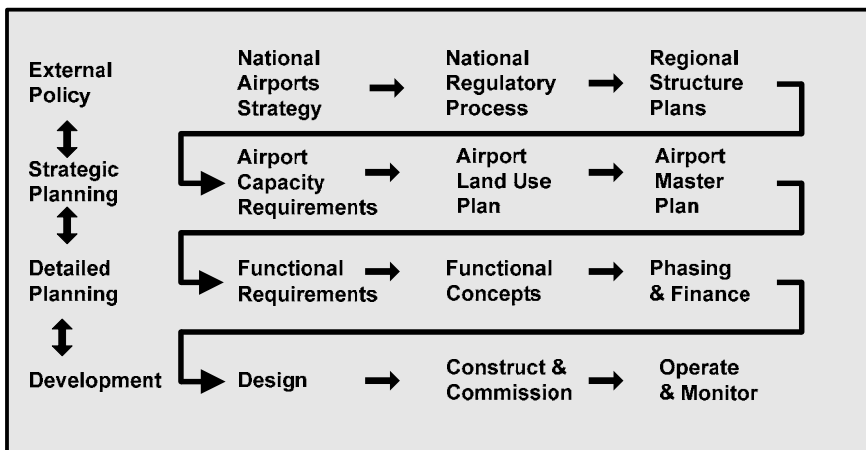 External
Policy
National
Airports
Strategy
National
Regulatory
Process
Regional
Structure
Plans
Strategic
Planning
Airport
Capacity
Requirements
Airport
Land Use
Plan
Airport
Master
Plan
Detailed
Planning
Functional
Requirements
Functional
Concepts
Phasing
& Finance
Development
Design
Construct &
Commission
Operate
& Monitor